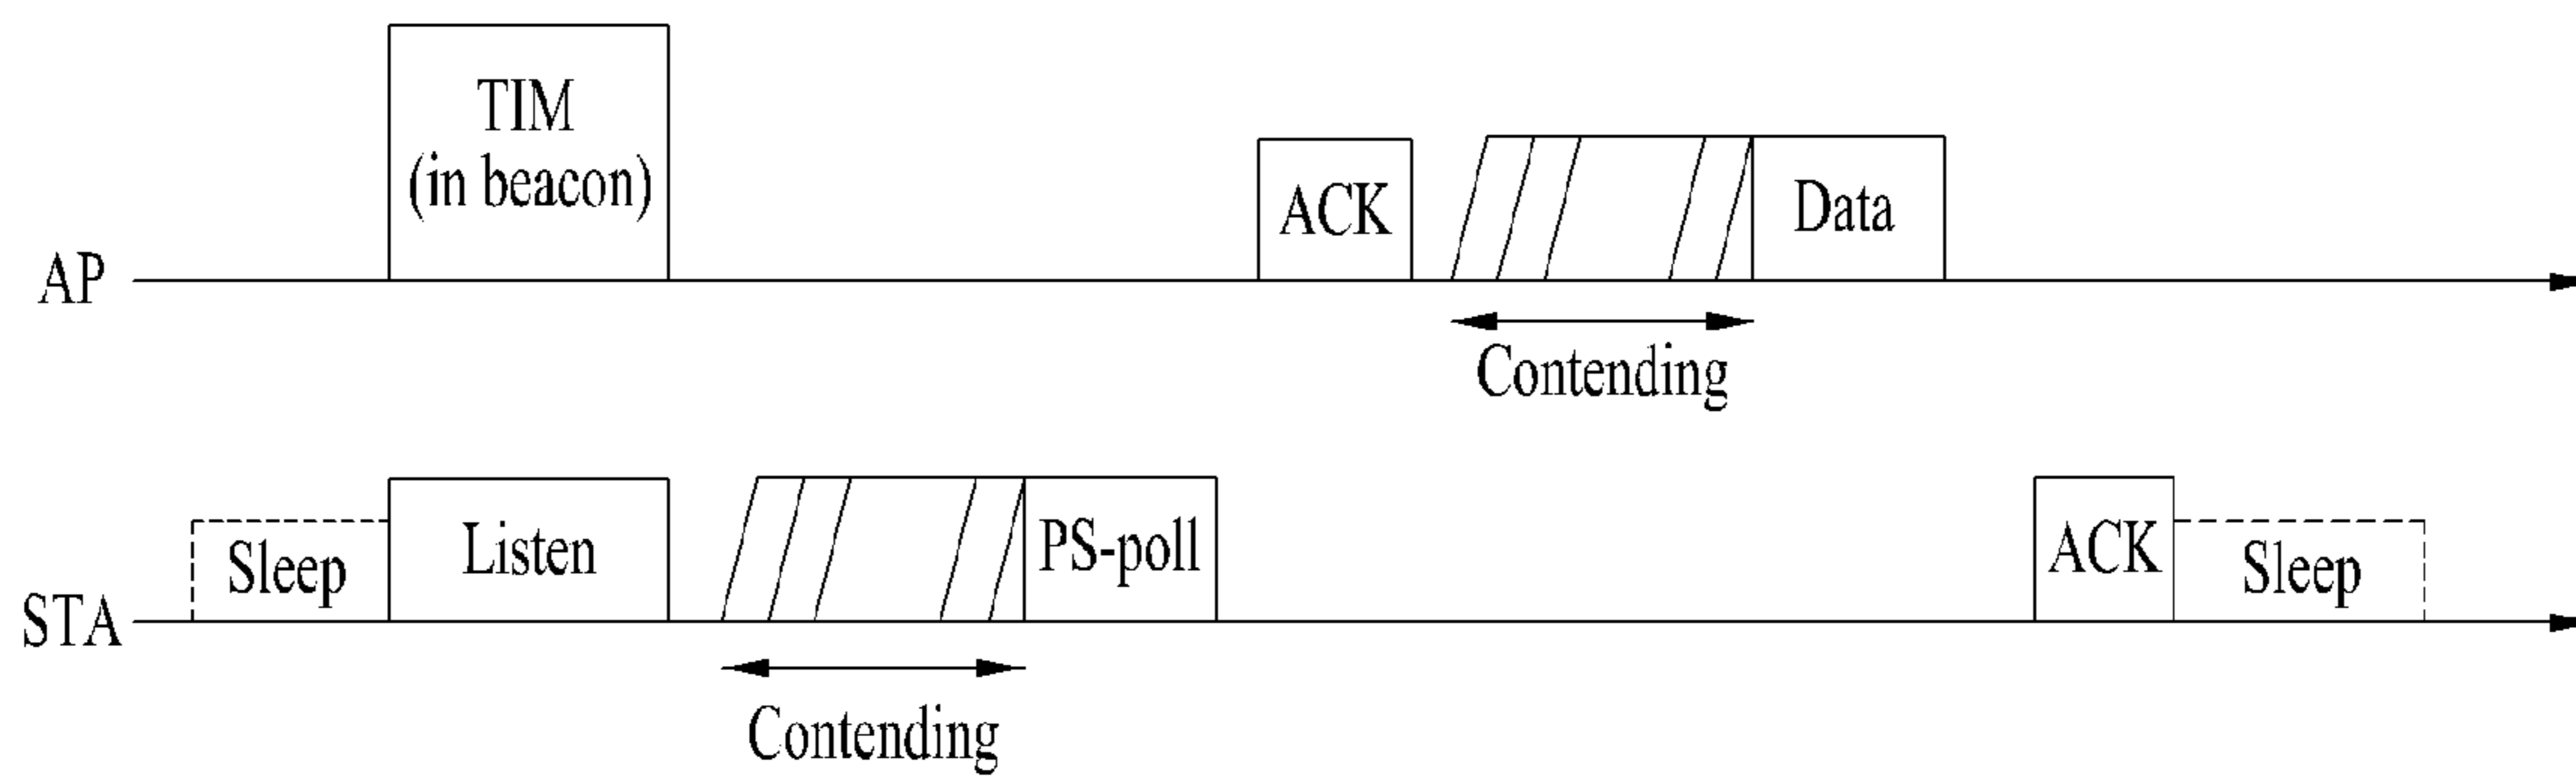 TIM
(in beacon)
ACK
Data
AP
Contending
Sleep
Listen
PS-poll
ACK
Sleep
STA
Contending